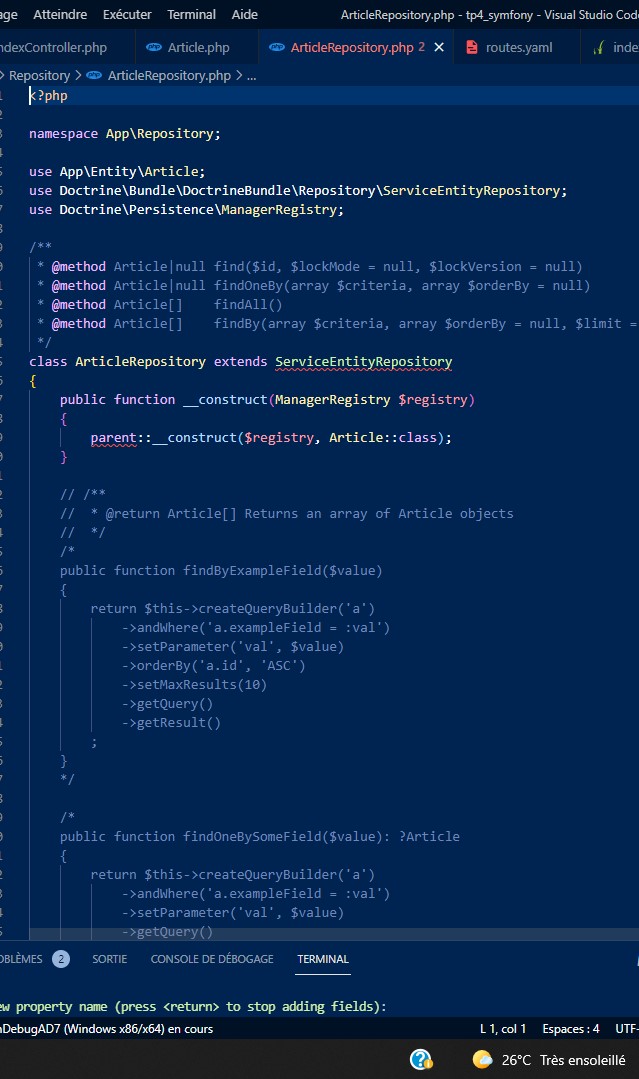 age Atteindre Exécuter Terminal Aide ArticleRepository.php - tp4_symfony - Visual Studio Code
ndexController.php Article.php ArticleRepository.php 2 × routes.yaml inde
> Repository > ArticleRepository.php > ...
<?php
namespace App\Repository;
use App\Entity\Article;
use Doctrine\Bundle\DoctrineBundle\Repository\ServiceEntityRepository;
use Doctrine\Persistence\ManagerRegistry;
/**
* @method Article|null find($id, $lockMode = null, $lockVersion = null)
* @method Article|null findOneBy(array $criteria, array $orderBy = null)
* @method Article[]    findAll()
* @method Article[]    findBy(array $criteria, array $orderBy = null, $limit =
*/
class ArticleRepository extends ServiceEntityRepository
{
public function __construct(ManagerRegistry $registry)
{
parent::__construct($registry, Article::class);
}
// /**
//  * @return Article[] Returns an array of Article objects
//  */
/*
public function findByExampleField($value)
{
return $this->createQueryBuilder('a')
->andWhere('a.exampleField = :val')
->setParameter('val', $value)
->orderBy('a.id', 'ASC')
->setMaxResults(10)
->getQuery()
->getResult()
;
}
*/
/*
public function findOneBySomeField($value): ?Article
{
return $this->createQueryBuilder('a')
->andWhere('a.exampleField = :val')
->setParameter('val', $value)
->getQuery()
OBLÈMES 2 SORTIE CONSOLE DE DÉBOGAGE TERMINAL
ew property name (press <return> to stop adding fields):
nDebugAD7 (Windows x86/x64) en cours L 1, col 1 Espaces : 4 UTF-
26°C Très ensoleillé